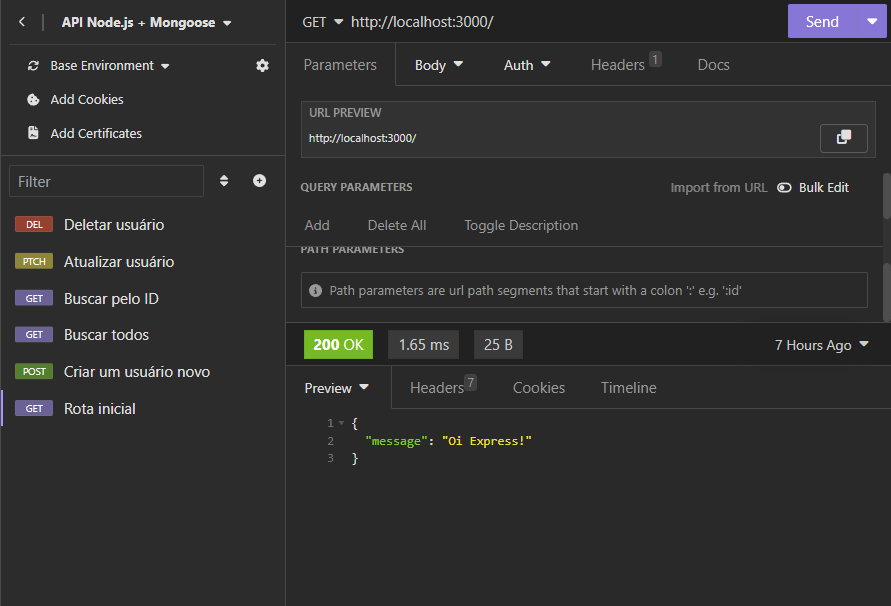 API Node.js + Mongoose
Base Environment
Add Cookies
Add Certificates
Filter
DEL Deletar usuário
PTCH Atualizar usuário
GET Buscar pelo ID
GET Buscar todos
POST Criar um usuário novo
GET Rota inicial
GET http://localhost:3000/ Send
Parameters Body Auth Headers 1 Docs
URL PREVIEW
http://localhost:3000/
QUERY PARAMETERS Import from URL Bulk Edit
Add Delete All Toggle Description
PATH PARAMETERS
Path parameters are url path segments that start with a colon ':' e.g. ':id'
200 OK 1.65 ms 25 B 7 Hours Ago
Preview Headers 7 Cookies Timeline
1 {
2 "message": "Oi Express!"
3 }